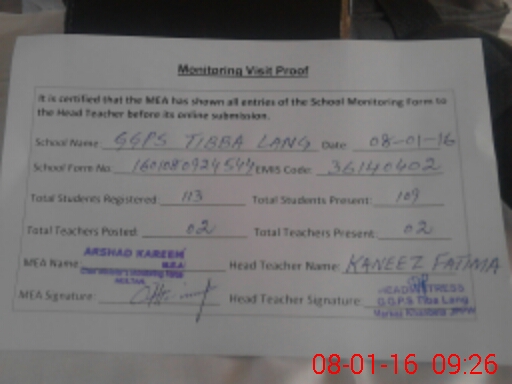 Monitoring Visit Proof
It is certified that the MEA has shown all entries of the School Monitoring Form to
the Head Teacher before its online submission.
School Name: GGPS TIBBA LANG Date: 08-01-16
School Form No: 1601080924544 EMIS Code: 36140402
Total Students Registered: 113 Total Students Present: 109
Total Teachers Posted: 02 Total Teachers Present: 02
ARSHAD KAREEM
M.E.A
MEA Name: Head Teacher Name: KANEEZ FATIMA
MULTAN
HEADMISTRESS
MEA Signature: Head Teacher Signature: G.G.P.S Tiba Lang
08-01-16 09:26